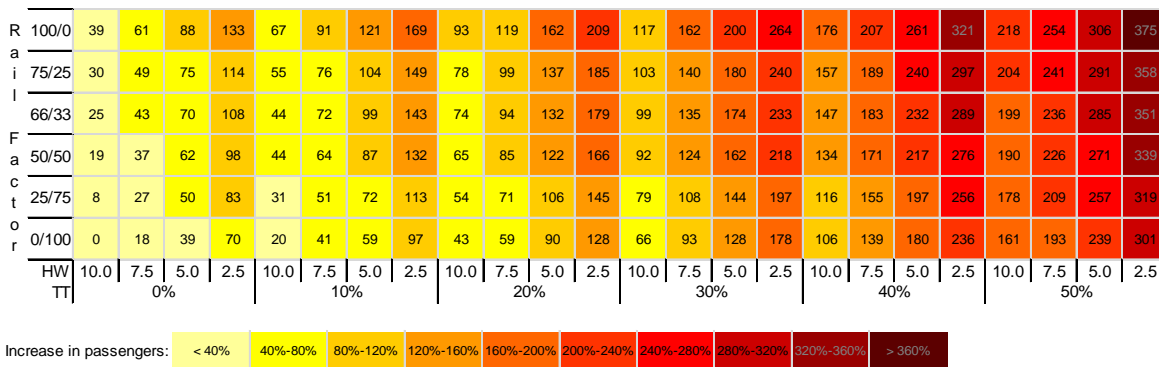 Rail Factor
100/0 39 61 88 133 67 91 121 169 93 119 162 209 117 162 200 264 176 207 261 321 218 254 306 375
75/25 30 49 75 114 55 76 104 149 78 99 137 185 103 140 180 240 157 189 240 297 204 241 291 358
66/33 25 43 70 108 44 72 99 143 74 94 132 179 99 135 174 233 147 183 232 289 199 236 285 351
50/50 19 37 62 98 44 64 87 132 65 85 122 166 92 124 162 218 134 171 217 276 190 226 271 339
25/75 8 27 50 83 31 51 72 113 54 71 106 145 79 108 144 197 116 155 197 256 178 209 257 319
0/100 0 18 39 70 20 41 59 97 43 59 90 128 66 93 128 178 106 139 180 236 161 193 239 301
HW 10.0 7.5 5.0 2.5 10.0 7.5 5.0 2.5 10.0 7.5 5.0 2.5 10.0 7.5 5.0 2.5 10.0 7.5 5.0 2.5 10.0 7.5 5.0 2.5
TT 0% 10% 20% 30% 40% 50%
Increase in passengers: < 40% 40%-80% 80%-120% 120%-160% 160%-200% 200%-240% 240%-280% 280%-320% 320%-360% > 360%